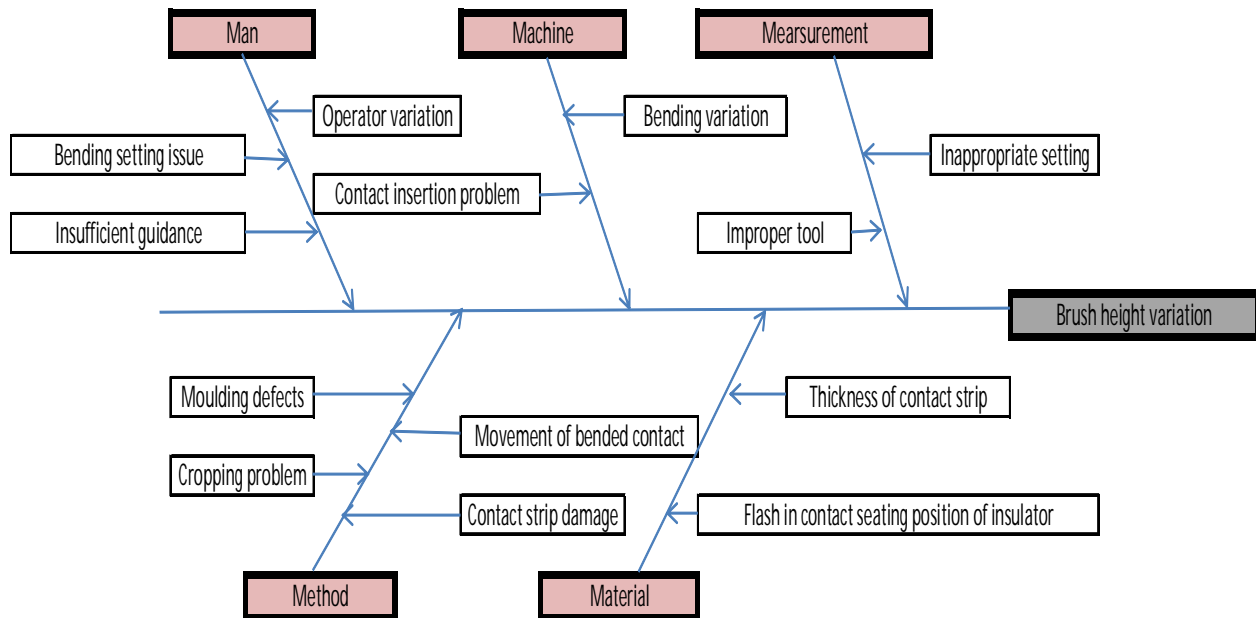 Man
Machine
Mearsurement
Operator variation
Bending variation
Bending setting issue
Inappropriate setting
Contact insertion problem
Insufficient guidance
Improper tool
Brush height variation
Moulding defects
Thickness of contact strip
Movement of bended contact
Cropping problem
Contact strip damage
Flash in contact seating position of insulator
Method
Material